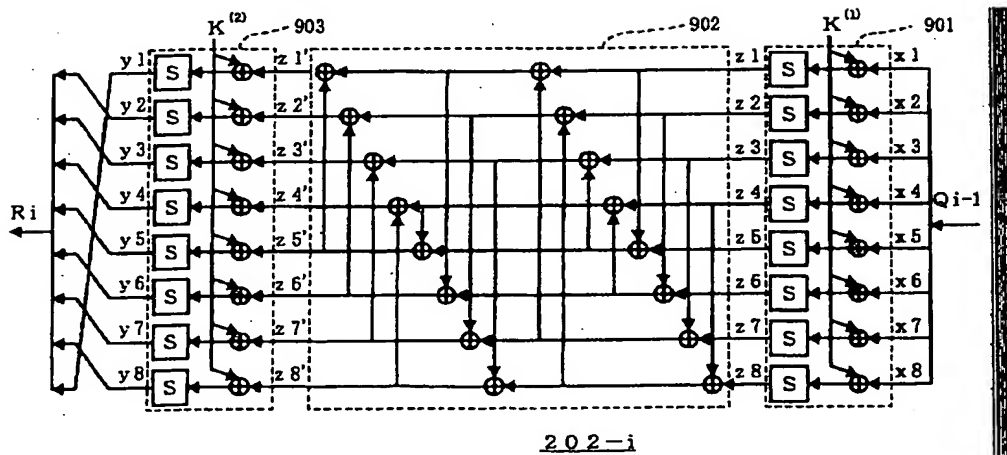 K(2) 903 902 K(1) 901
y1 S z1' z1 S x1
y2 S z2' z2 S x2
y3 S z3' z3 S x3
y4 S z4' z4 S x4
Ri Qi-1
y5 S z5' z5 S x5
y6 S z6' z6 S x6
y7 S z7' z7 S x7
y8 S z8' z8 S x8
202-i